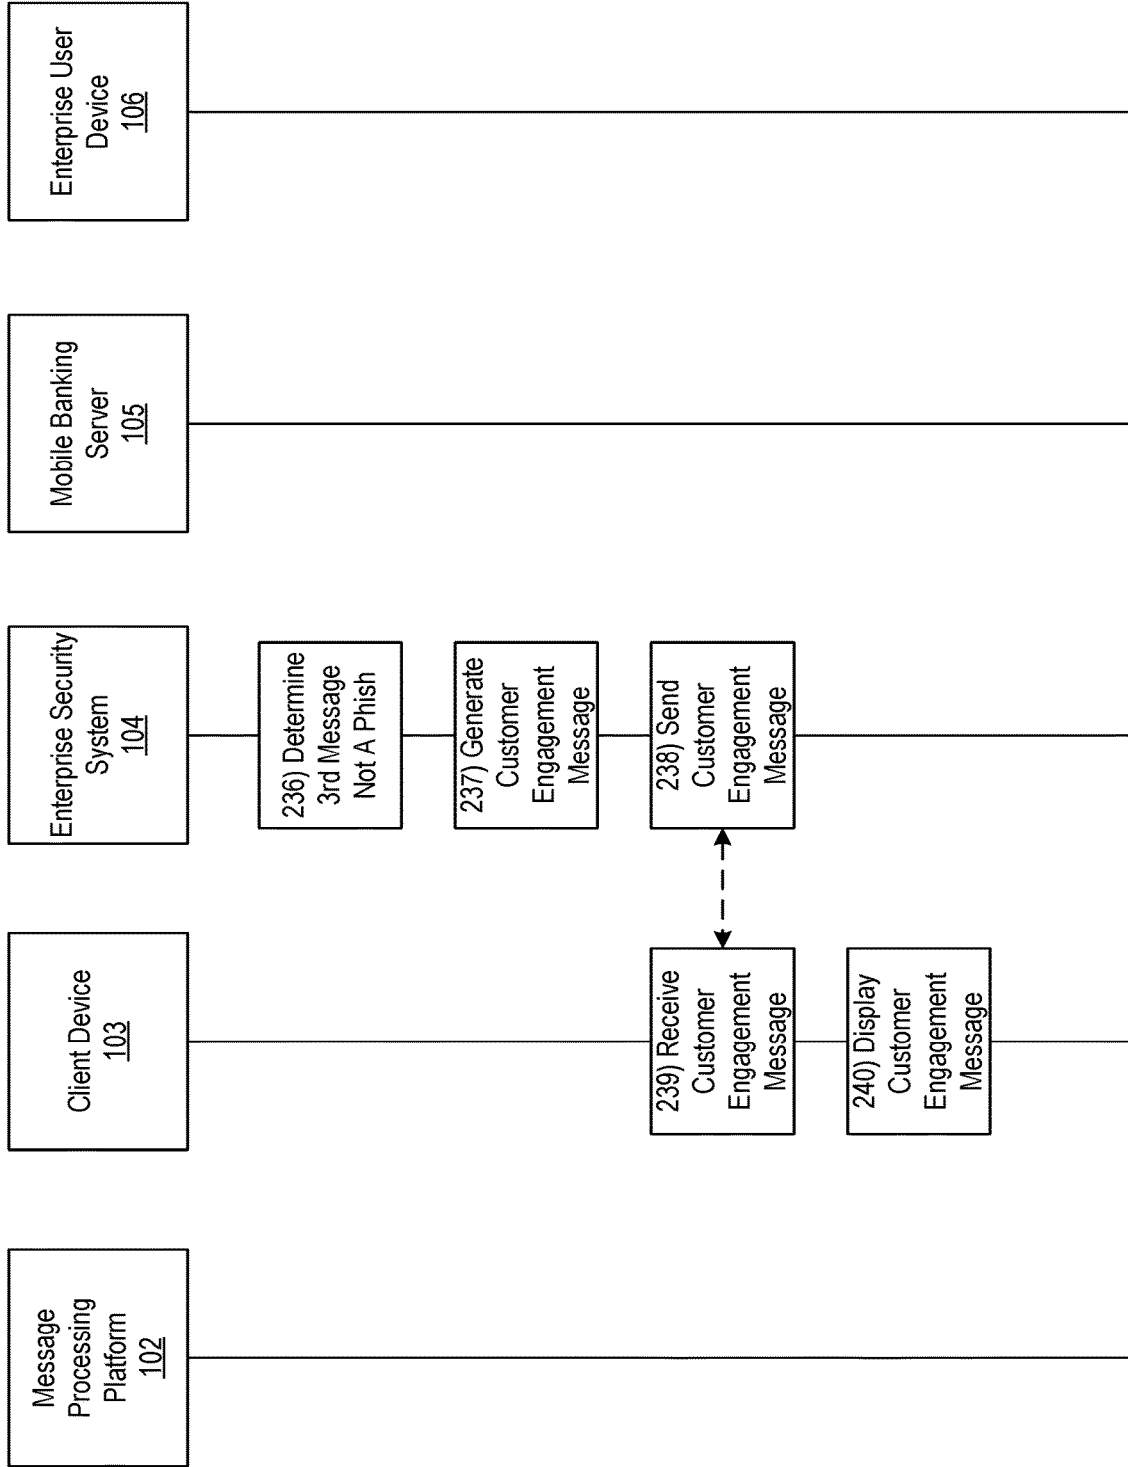 Message
Processing
Platform
102
Client Device
103
Enterprise Security
System
104
Mobile Banking
Server
105
Enterprise User
Device
106
236) Determine
3rd Message
Not A Phish
237) Generate
Customer
Engagement
Message
239) Receive
Customer
Engagement
Message
238) Send
Customer
Engagement
Message
240) Display
Customer
Engagement
Message